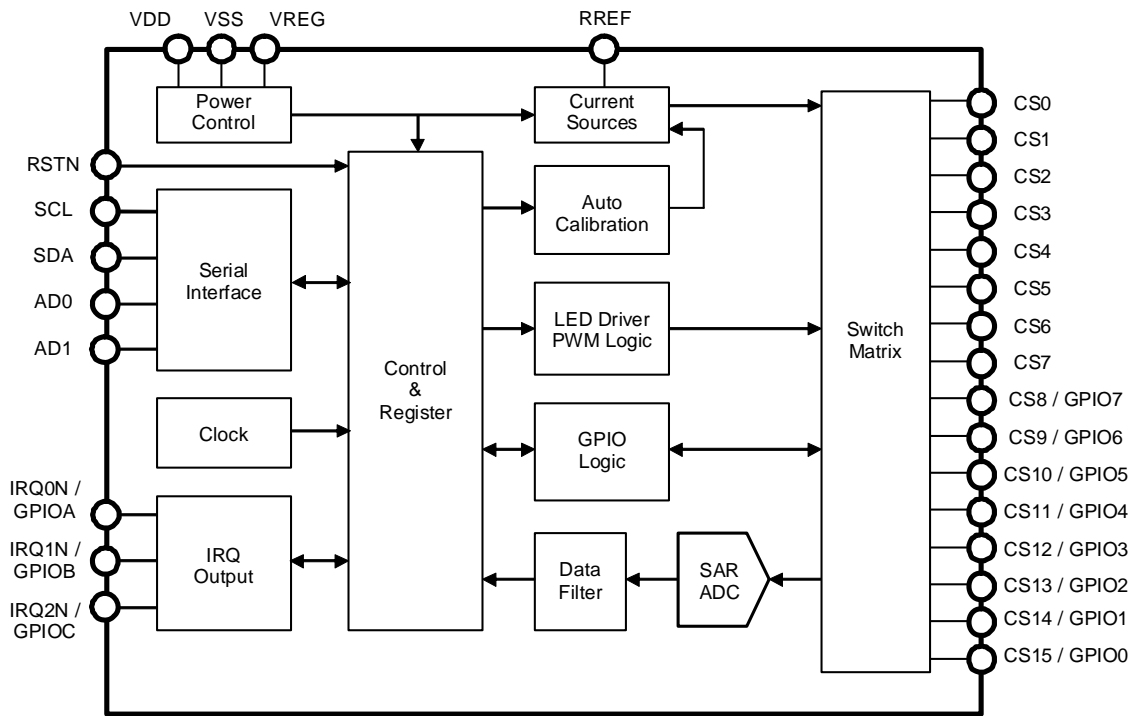 VDD
VSS
VREG
RREF
Power
Control
Current
Sources
RSTN
SCL
SDA
AD0
AD1
Serial
Interface
Clock
IRQ0N /
GPIOA
IRQ1N /
GPIOB
IRQ2N /
GPIOC
IRQ
Output
Control
&
Register
Auto
Calibration
LED Driver
PWM Logic
GPIO
Logic
Data
Filter
SAR
ADC
Switch
Matrix
CS0
CS1
CS2
CS3
CS4
CS5
CS6
CS7
CS8 / GPIO7
CS9 / GPIO6
CS10 / GPIO5
CS11 / GPIO4
CS12 / GPIO3
CS13 / GPIO2
CS14 / GPIO1
CS15 / GPIO0